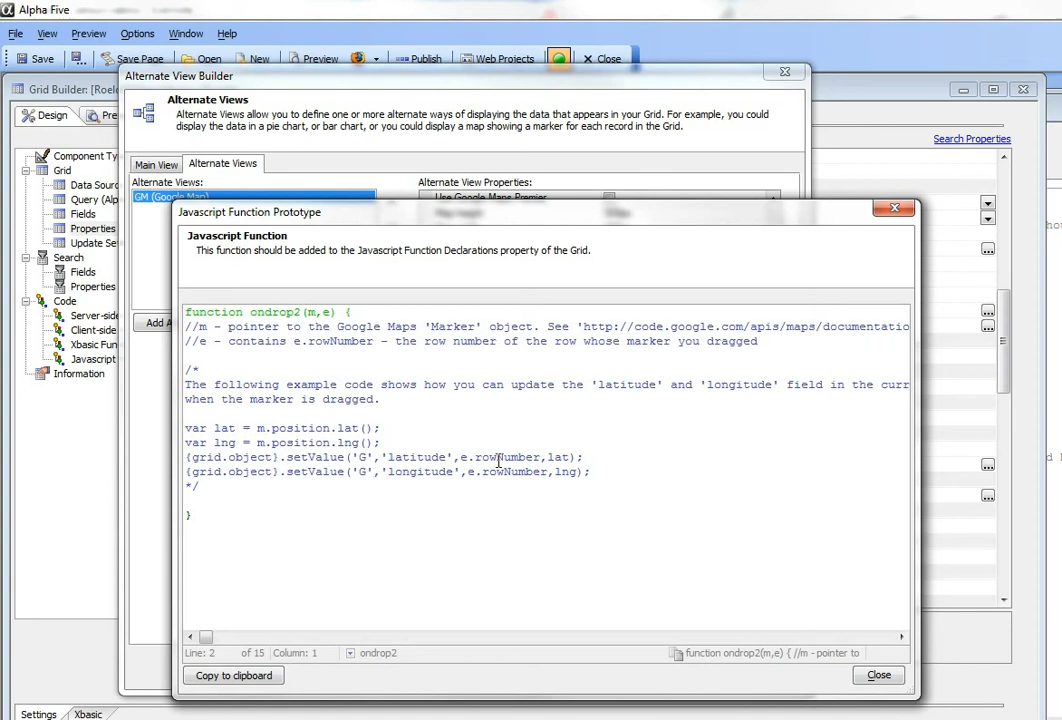 Alpha Five
File View Preview Options Window Help
Save Save Page Open New Preview Publish Web Projects Close
Alternate View Builder
Grid Builder: [Roelo
Design Pre
Alternate Views
Alternate Views allow you to define one or more alternate ways of displaying the data that appears in your Grid. For example, you could
display the data in a pie chart, or bar chart, or you could display a map showing a marker for each record in the Grid.
Search Properties
Component Ty
Grid
Data Sourc
Query (Alp
Fields
Properties
Update Set
Search
Fields
Properties
Code
Server-side
Client-side
Xbasic Fun
Javascript
Information
Main View Alternate Views
Alternate Views: Alternate View Properties:
GM (Google Map) Use Google Maps Premier
Add A
Javascript Function Prototype
Javascript Function
This function should be added to the Javascript Function Declarations property of the Grid.
function ondrop2(m,e) {
//m - pointer to the Google Maps 'Marker' object. See 'http://code.google.com/apis/maps/documentatio
//e - contains e.rowNumber - the row number of the row whose marker you dragged
/*
The following example code shows how you can update the 'latitude' and 'longitude' field in the curr
when the marker is dragged.
var lat = m.position.lat();
var lng = m.position.lng();
{grid.object}.setValue('G','latitude',e.rowNumber,lat);
{grid.object}.setValue('G','longitude',e.rowNumber,lng);
*/
}
Line: 2 of 15 Column: 1 ondrop2 function ondrop2(m,e) { //m - pointer to
Copy to clipboard Close
Settings Xbasic